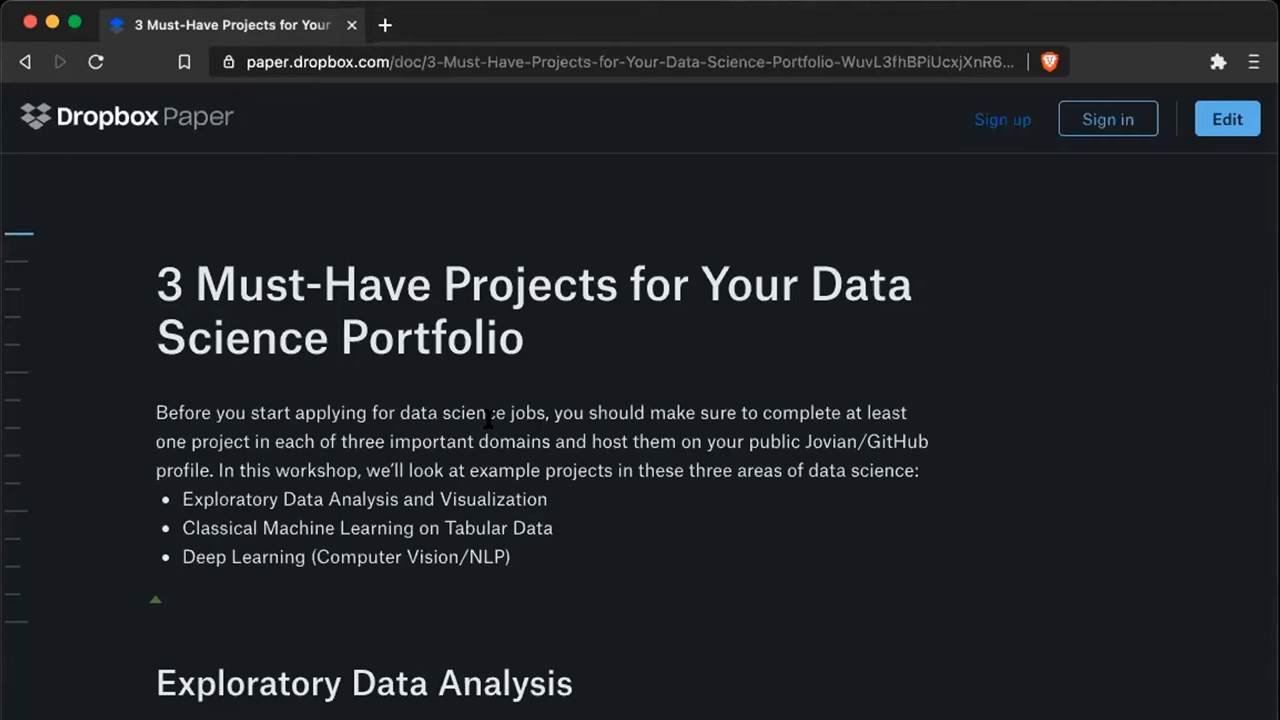 3 Must-Have Projects for Your
paper.dropbox.com/doc/3-Must-Have-Projects-for-Your-Data-Science-Portfolio-WuvL3fhBPiUcxjXnR6...
Dropbox Paper
Sign up
Sign in
Edit
3 Must-Have Projects for Your Data
Science Portfolio
Before you start applying for data science jobs, you should make sure to complete at least
one project in each of three important domains and host them on your public Jovian/GitHub
profile. In this workshop, we’ll look at example projects in these three areas of data science:
Exploratory Data Analysis and Visualization
Classical Machine Learning on Tabular Data
Deep Learning (Computer Vision/NLP)
Exploratory Data Analysis